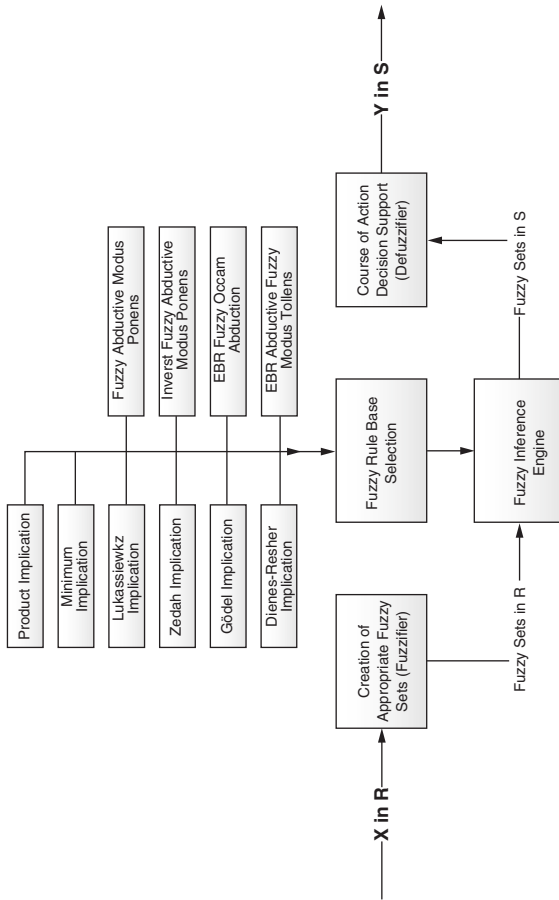 Product Implication
Minimum
Implication
Lukassiewkz
Implication
Zedah Implication
Gödel Implication
Dienes-Resher
Implication
Fuzzy Abductive Modus
Ponens
Inverst Fuzzy Abductive
Modus Ponens
EBR Fuzzy Occam
Abduction
EBR Abductive Fuzzy
Modus Tollens
X in R
Creation of
Appropriate Fuzzy
Sets (Fuzzifier)
Fuzzy Rule Base
Selection
Course of Action
Decision Support
(Defuzzifier)
Y in S
Fuzzy Sets in R
Fuzzy Inference
Engine
Fuzzy Sets in S